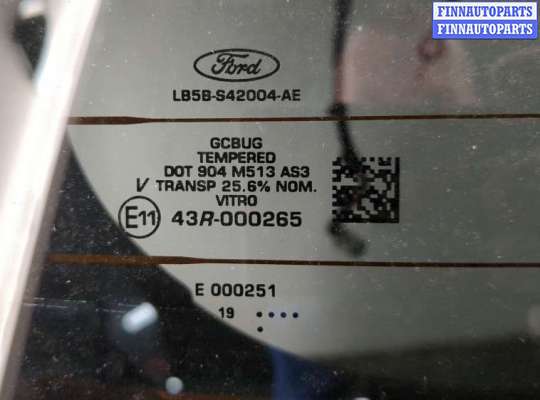 FINNAUTOPARTS
FINNAUTOPARTS
Ford
LB5B-S42004-AE
GCBUG
TEMPERED
DOT 904 M513 AS3
V TRANSP 25.6% NOM.
VITRO
E11 43R-000265
E 000251
19